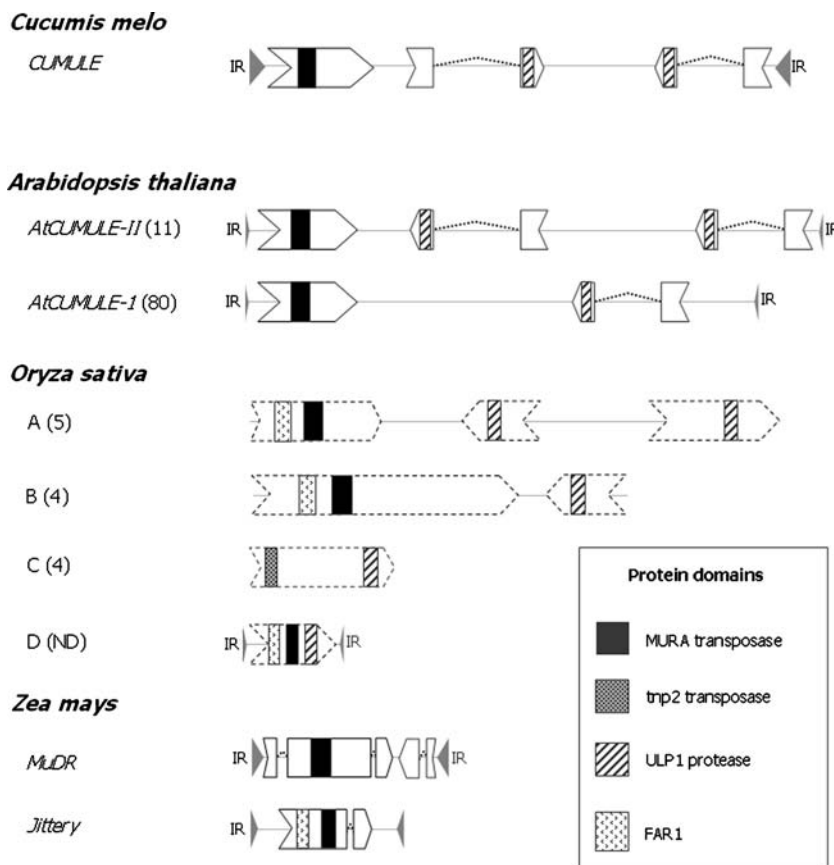 Cucumis melo
CUMULE
IR
IR
Arabidopsis thaliana
AtCUMULE-II (11)
IR
IR
AtCUMULE-1 (80)
IR
IR
Oryza sativa
A (5)
B (4)
C (4)
D (ND)
IR
IR
Zea mays
MuDR
IR
IR
Jittery
IR
Protein domains
MURA transposase
tnp2 transposase
ULP1 protease
FAR1